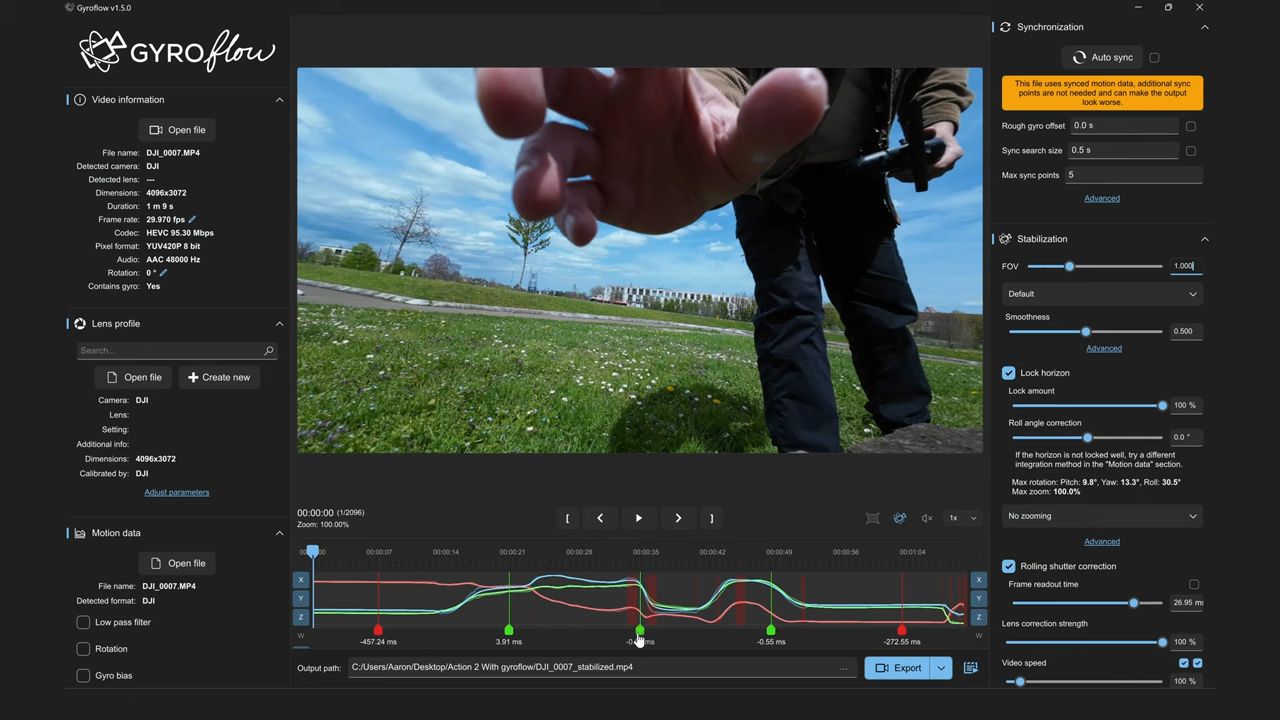 Gyroflow v1.5.0
GYROflow
Video information
Open file
File name: DJI_0007.MP4
Detected camera: DJI
Detected lens: ---
Dimensions: 4096x3072
Duration: 1 m 9 s
Frame rate: 29.970 fps
Codec: HEVC 95.30 Mbps
Pixel format: YUV420P 8 bit
Audio: AAC 48000 Hz
Rotation: 0 °
Contains gyro: Yes
Lens profile
Search...
Open file
Create new
Camera: DJI
Lens:
Setting:
Additional info:
Dimensions: 4096x3072
Calibrated by: DJI
Adjust parameters
Motion data
Open file
File name: DJI_0007.MP4
Detected format: DJI
Low pass filter
Rotation
Gyro bias
00:00:00 (1/2096)
Zoom: 100.00%
[
]
1x
00:00:07 00:00:14 00:00:21 00:00:28 00:00:35 00:00:42 00:00:49 00:00:56 00:01:04
X X
Y Y
Z Z
W W
-457.24 ms 3.91 ms -0.55 ms -272.55 ms
Output path: C:/Users/Aaron/Desktop/Action 2 With gyroflow/DJI_0007_stabilized.mp4 ...
Export
Synchronization
Auto sync
This file uses synced motion data, additional sync
points are not needed and can make the output
look worse.
Rough gyro offset 0.0 s
Sync search size 0.5 s
Max sync points 5
Advanced
Stabilization
FOV 1.000
Default
Smoothness
0.500
Advanced
Lock horizon
Lock amount
100 %
Roll angle correction
0.0 °
If the horizon is not locked well, try a different
integration method in the "Motion data" section.
Max rotation: Pitch: 9.8°, Yaw: 13.3°, Roll: 30.5°
Max zoom: 100.0%
No zooming
Advanced
Rolling shutter correction
Frame readout time
26.95 ms
Lens correction strength
100 %
Video speed
100 %